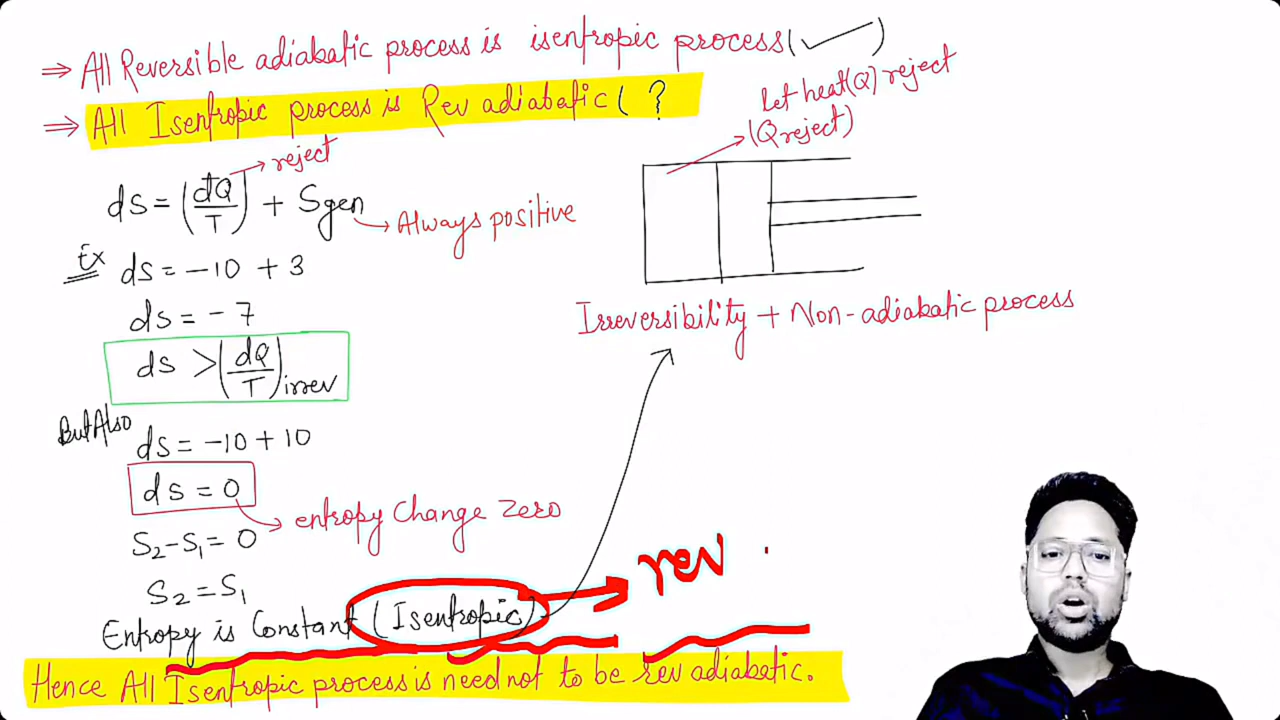 ⇒ All Reversible adiabatic process is isentropic process (✓)
⇒ All Isentropic process is Rev adiabatic ( ?
let heat(Q) reject
(Q reject)
→ reject
ds = (dQ/T) + Sgen
→ Always positive
Ex ds = -10 + 3
ds = -7
ds > (dQ/T)irrev
Irreversibility + Non-adiabatic process
But Also
ds = -10 + 10
ds = 0
→ entropy change zero
S₂-S₁ = 0
S₂ = S₁
rev
Entropy is Constant (Isentropic)
Hence All Isentropic process is need not to be rev adiabatic.